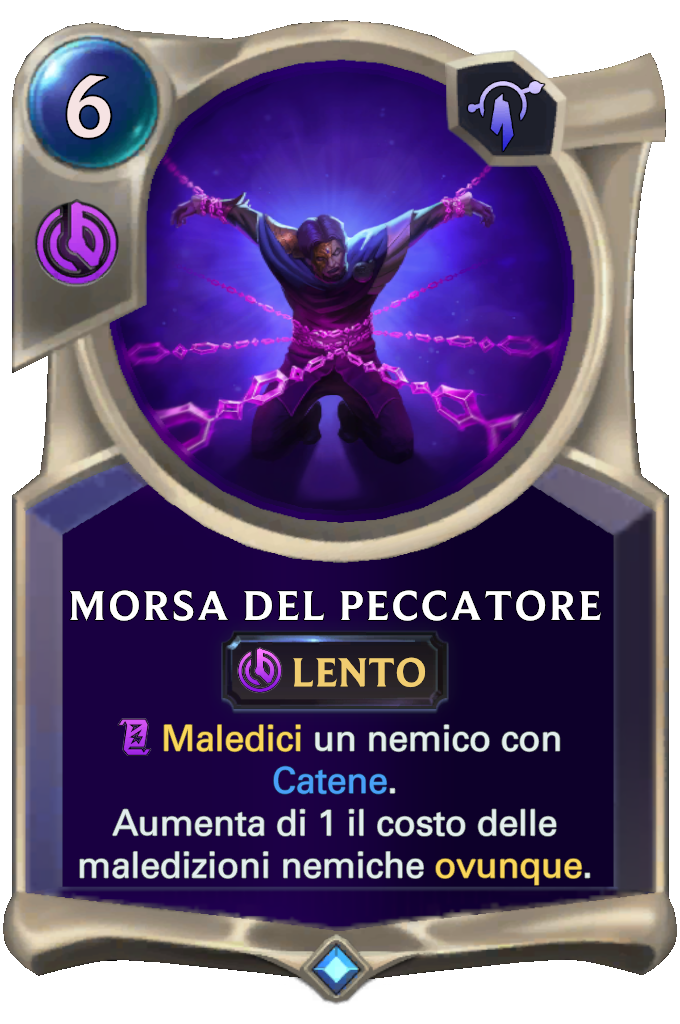 6
MORSA DEL PECCATORE
LENTO
Maledici un nemico con
Catene.
Aumenta di 1 il costo delle
maledizioni nemiche ovunque.